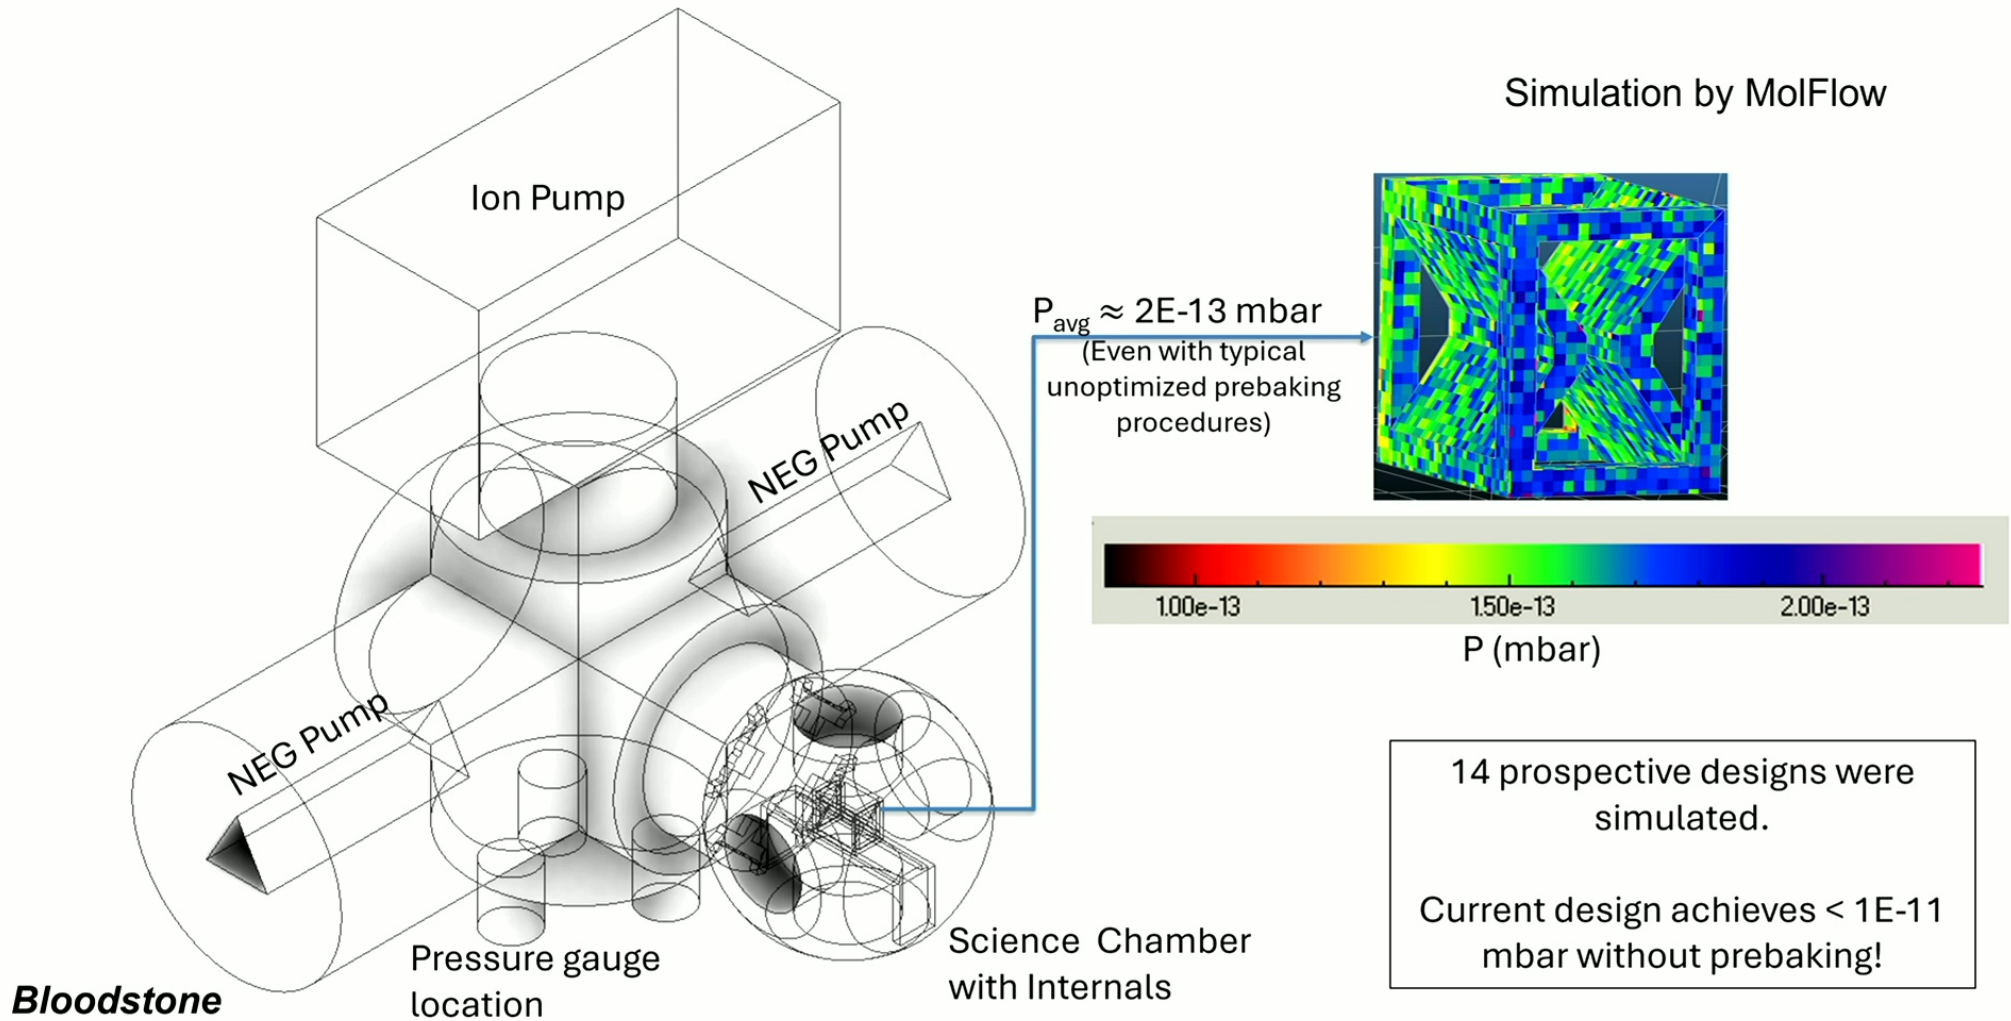 Simulation by MolFlow
Ion Pump
Pavg ≈ 2E-13 mbar
(Even with typical
unoptimized prebaking
procedures)
NEG Pump
1.00e-13 1.50e-13 2.00e-13
P (mbar)
NEG Pump
14 prospective designs were
simulated.
Current design achieves < 1E-11
mbar without prebaking!
Pressure gauge
location
Science Chamber
with Internals
Bloodstone